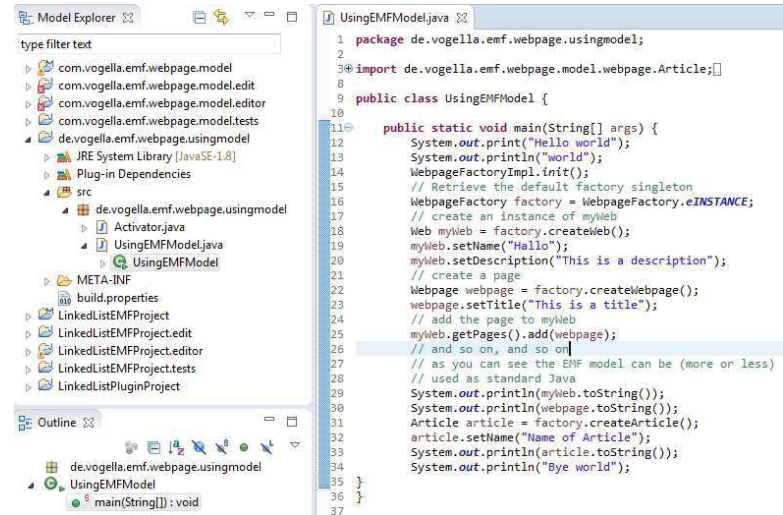 Model Explorer
type filter text
com.vogella.emf.webpage.model
com.vogella.emf.webpage.model.edit
com.vogella.emf.webpage.model.editor
com.vogella.emf.webpage.model.tests
de.vogella.emf.webpage.usingmodel
JRE System Library [JavaSE-1.8]
Plug-in Dependencies
src
de.vogella.emf.webpage.usingmodel
Activator.java
UsingEMFModel.java
UsingEMFModel
META-INF
build.properties
LinkedListEMFProject
LinkedListEMFProject.edit
LinkedListEMFProject.editor
LinkedListEMFProject.tests
LinkedListPluginProject
Outline
de.vogella.emf.webpage.usingmodel
UsingEMFModel
main(String[]) : void
UsingEMFModel.java
1 package de.vogella.emf.webpage.usingmodel;
2
3 import de.vogella.emf.webpage.model.webpage.Article;
8
9 public class UsingEMFModel {
10
11 public static void main(String[] args) {
12 System.out.print("Hello world");
13 System.out.println("world");
14 WebpageFactoryImpl.init();
15 // Retrieve the default factory singleton
16 WebpageFactory factory = WebpageFactory.eINSTANCE;
17 // create an instance of myWeb
18 Web myWeb = factory.createWeb();
19 myWeb.setName("Hallo");
20 myWeb.setDescription("This is a description");
21 // create a page
22 Webpage webpage = factory.createWebpage();
23 webpage.setTitle("This is a title");
24 // add the page to myWeb
25 myWeb.getPages().add(webpage);
26 // and so on, and so on
27 // as you can see the EMF model can be (more or less)
28 // used as standard Java
29 System.out.println(myWeb.toString());
30 System.out.println(webpage.toString());
31 Article article = factory.createArticle();
32 article.setName("Name of Article");
33 System.out.println(article.toString());
34 System.out.println("Bye world");
35 }
36 }
37